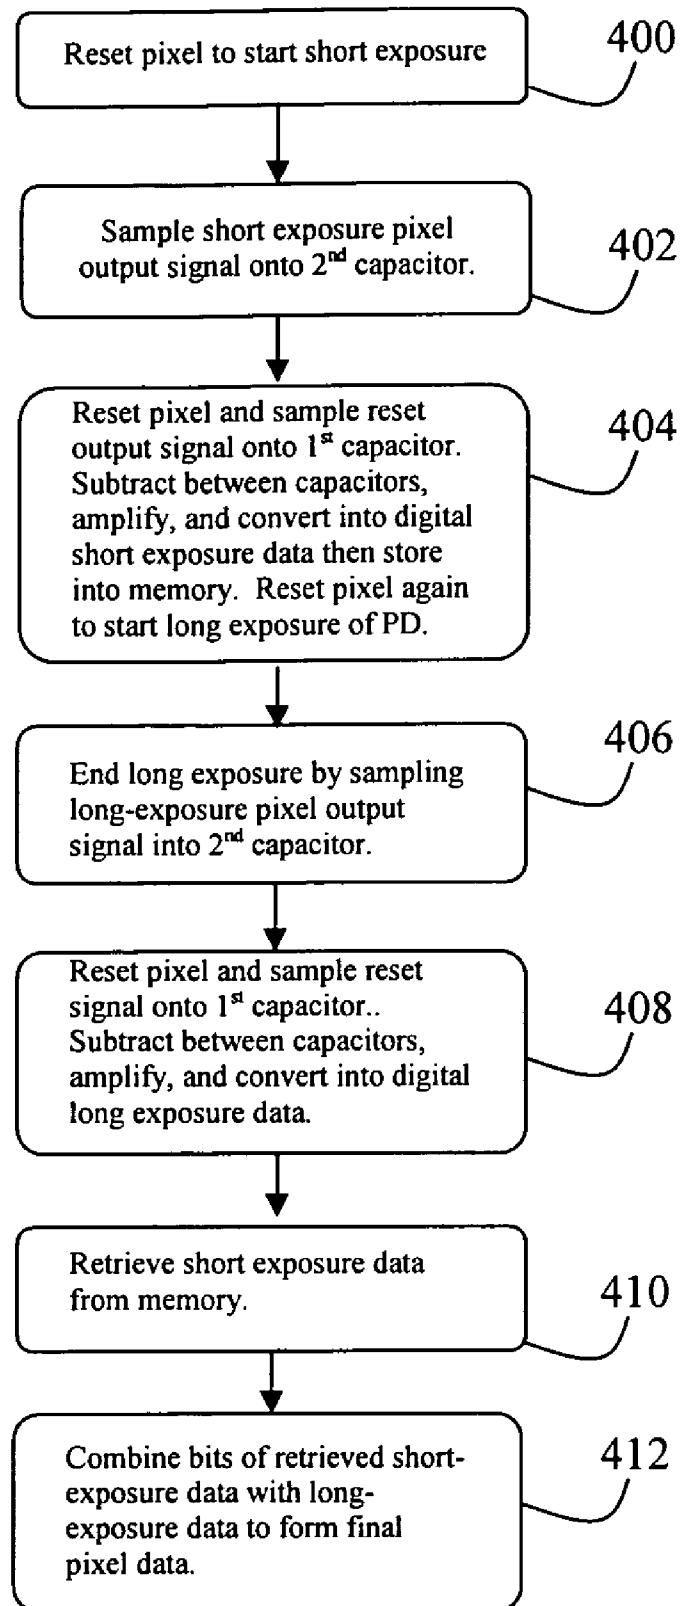 Reset pixel to start short exposure
400
Sample short exposure pixel
output signal onto 2nd capacitor.
402
Reset pixel and sample reset
output signal onto 1st capacitor.
Subtract between capacitors,
amplify, and convert into digital
short exposure data then store
into memory. Reset pixel again
to start long exposure of PD.
404
End long exposure by sampling
long-exposure pixel output
signal into 2nd capacitor.
406
Reset pixel and sample reset
signal onto 1st capacitor..
Subtract between capacitors,
amplify, and convert into digital
long exposure data.
408
Retrieve short exposure data
from memory.
410
Combine bits of retrieved short-
exposure data with long-
exposure data to form final
pixel data.
412